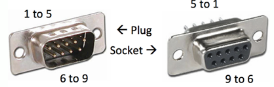 5 to 1
1 to 5
← Plug
Socket →
6 to 9
9 to 6